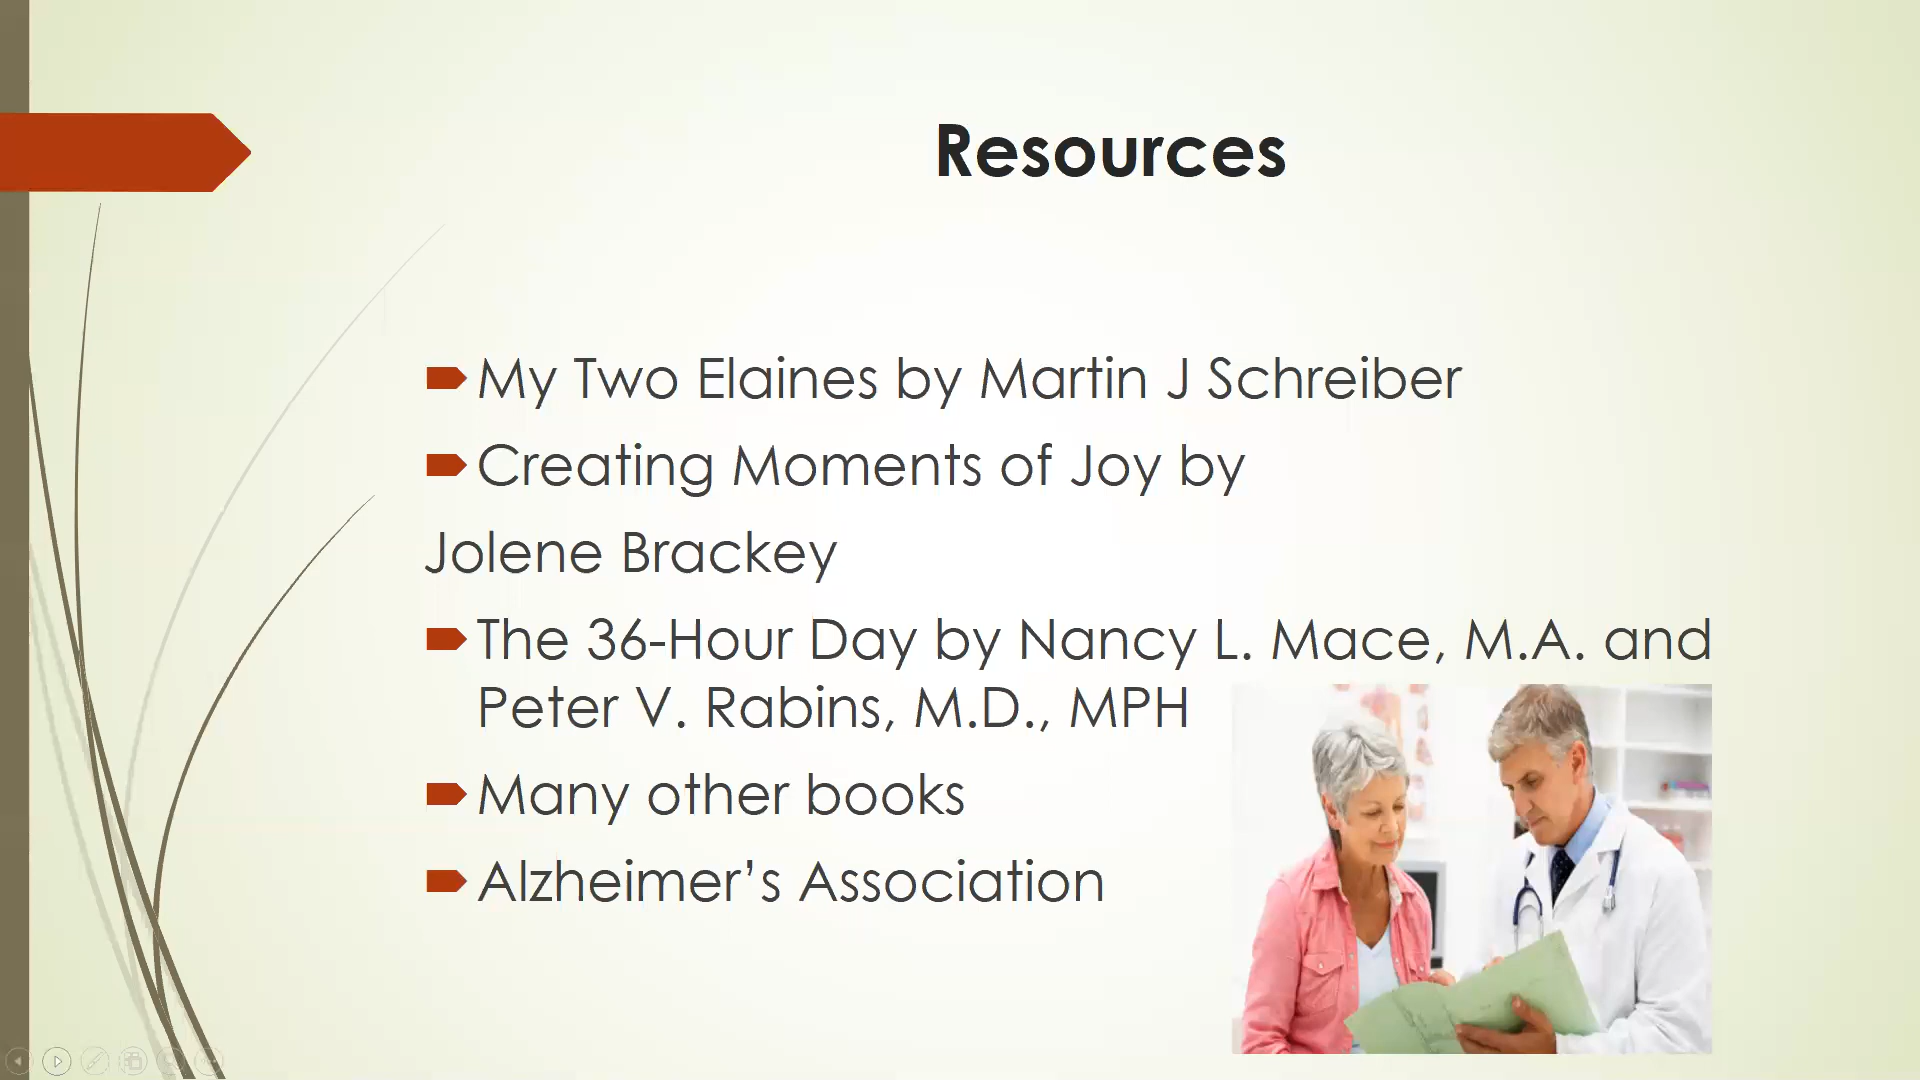 Resources
My Two Elaines by Martin J Schreiber
Creating Moments of Joy by
Jolene Brackey
The 36-Hour Day by Nancy L. Mace, M.A. and
Peter V. Rabins, M.D., MPH
Many other books
Alzheimer’s Association